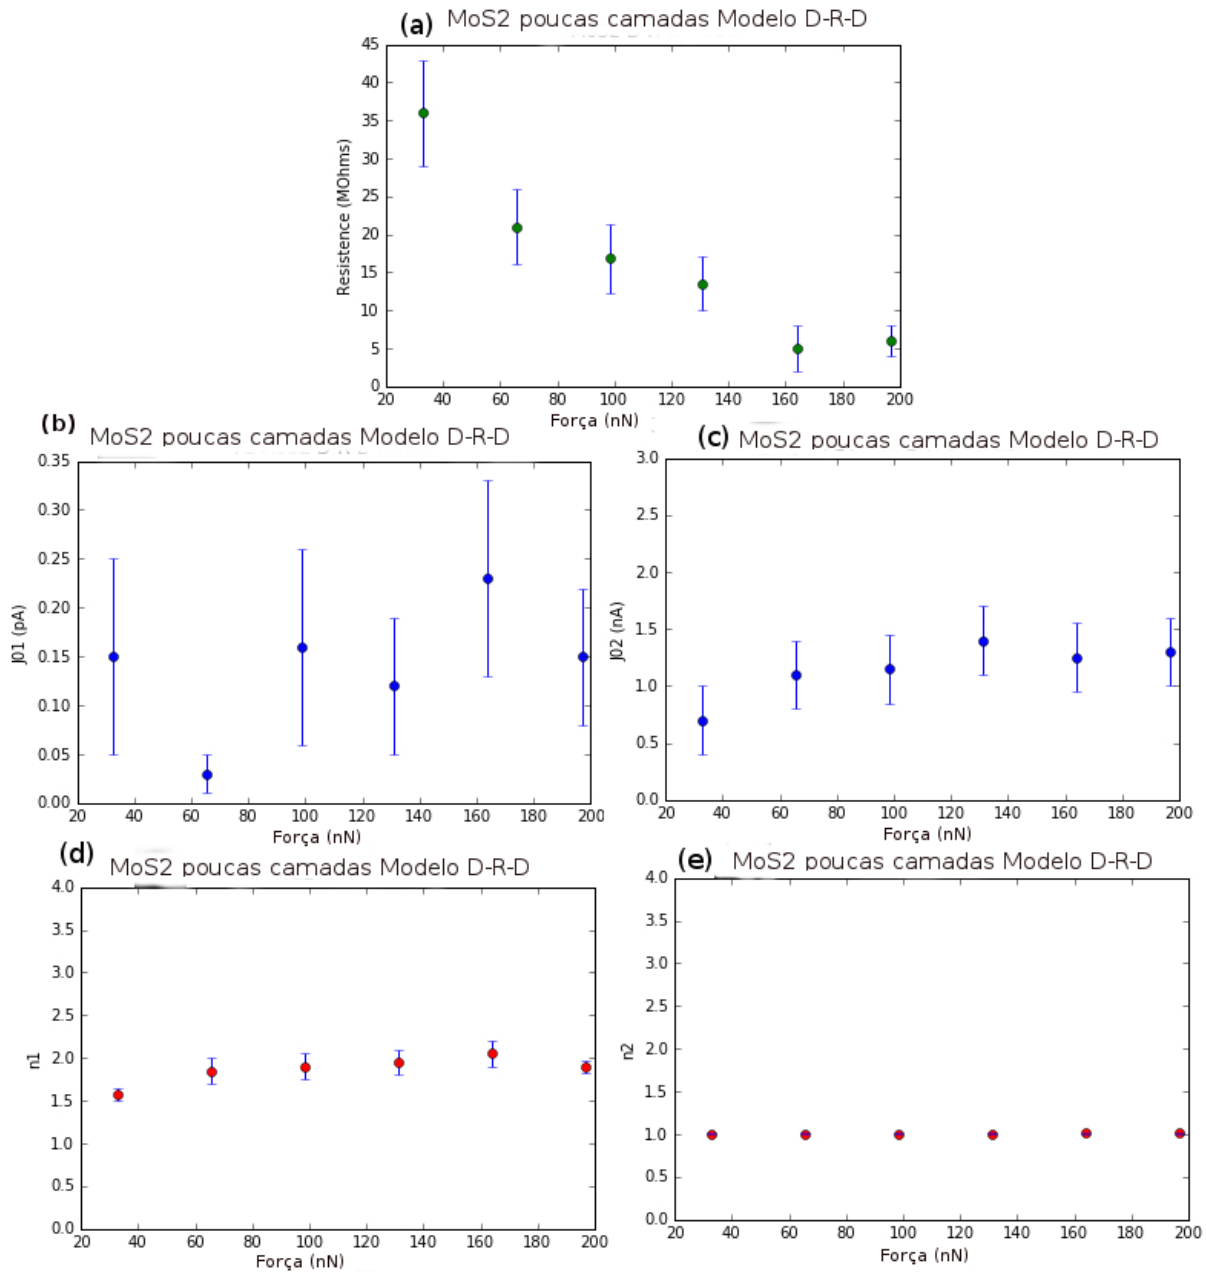 (a) MoS2 poucas camadas Modelo D-R-D
45
40
35
30
25
20
15
10
5
0
Resistence (MOhms)
20 40 60 80 100 120 140 160 180 200
Força (nN)
(b)
MoS2 poucas camadas Modelo D-R-D
0.35
0.30
0.25
0.20
0.15
0.10
0.05
0.00
J01 (pA)
20 40 60 80 100 120 140 160 180 200
Força (nN)
(c) MoS2 poucas camadas Modelo D-R-D
3.0
2.5
2.0
1.5
1.0
0.5
0.0
J02 (nA)
20 40 60 80 100 120 140 160 180 200
Força (nN)
(d)
MoS2 poucas camadas Modelo D-R-D
4.0
3.5
3.0
2.5
2.0
1.5
1.0
0.5
0.0
n1
20 40 60 80 100 120 140 160 180 200
Força (nN)
(e) MoS2 poucas camadas Modelo D-R-D
4.0
3.5
3.0
2.5
2.0
1.5
1.0
0.5
0.0
n2
20 40 60 80 100 120 140 160 180 200
Força (nN)